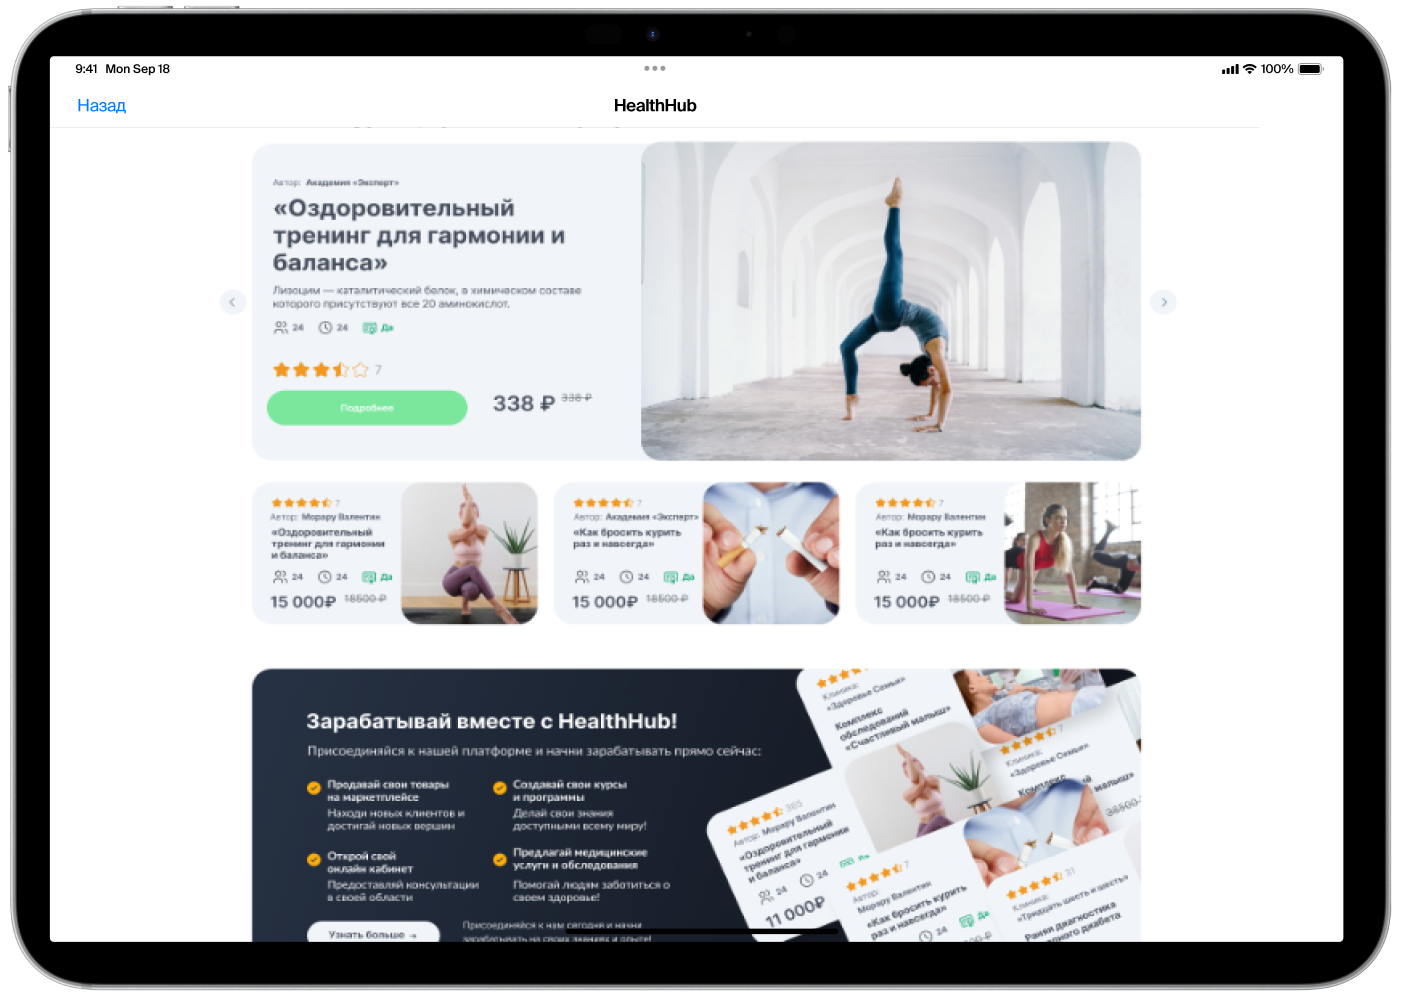 9:41 Mon Sep 18
100%
Назад
HealthHub
Автор: Академия «Эксперт»
«Оздоровительный
тренинг для гармонии и
баланса»
Лизоцим — каталитический белок, в химическом составе
которого присутствуют все 20 аминокислот.
24 24 Да
7
Подробнее
338 ₽ 338 ₽
7
Автор: Морару Валентин
«Оздоровительный
тренинг для гармонии
и баланса»
24 24 Да
15 000₽ 18500 ₽
7
Автор: Академия «Эксперт»
«Как бросить курить
раз и навсегда»
24 24 Да
15 000₽ 18500 ₽
7
Автор: Морару Валентин
«Как бросить курить
раз и навсегда»
24 24 Да
15 000₽ 18500 ₽
Зарабатывай вместе с HealthHub!
Присоединяйся к нашей платформе и начни зарабатывать прямо сейчас:
Продавай свои товары
на маркетплейсе
Находи новых клиентов и
достигай новых вершин
Создавай свои курсы
и программы
Делай свои знания
доступными всему миру!
Открой свой
онлайн кабинет
Предоставляй консультации
в своей области
Предлагай медицинские
услуги и обследования
Помогай людям заботиться о
своем здоровье!
Узнать больше →
Присоединяйся к нам сегодня и начни
зарабатывать на своих знаниях и опыте!
Клиника:
«Здоровье Семьи»
Комплекс
обследований
«Счастливый малыш»
7
Клиника:
«Здоровье Семьи»
Комплекс
малыш»
38500
365
Автор: Морару Валентин
«Оздоровительный
тренинг для гармонии
и баланса»
24 24 Да
11 000₽
7
Автор:
Морару Валентин
«Как бросить курить
раз и навсегда»
24 Да
31
Клиника:
«Тридцать шесть и шесть»
Ранняя диагностика
диабета